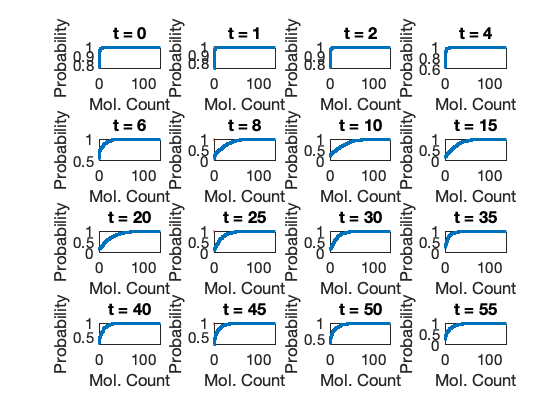 t = 0
t = 1
t = 2
t = 4
Probability
1
0.9
0.8
Probability
1
0.9
0.8
Probability
1
0.9
0.8
Probability
1
0.8
0.6
0 100
0 100
0 100
0 100
Mol. Count
Mol. Count
Mol. Count
Mol. Count
t = 6
t = 8
t = 10
t = 15
Probability
1
0.5
Probability
1
0.5
0
Probability
1
0.5
0
Probability
1
0.5
0
0 100
0 100
0 100
0 100
Mol. Count
Mol. Count
Mol. Count
Mol. Count
t = 20
t = 25
t = 30
t = 35
Probability
1
0.5
0
Probability
1
0.5
0
Probability
1
0.5
0
Probability
1
0.5
0
0 100
0 100
0 100
0 100
Mol. Count
Mol. Count
Mol. Count
Mol. Count
t = 40
t = 45
t = 50
t = 55
Probability
1
0.5
Probability
1
0.5
Probability
1
0.5
Probability
1
0.5
0
0 100
0 100
0 100
0 100
Mol. Count
Mol. Count
Mol. Count
Mol. Count